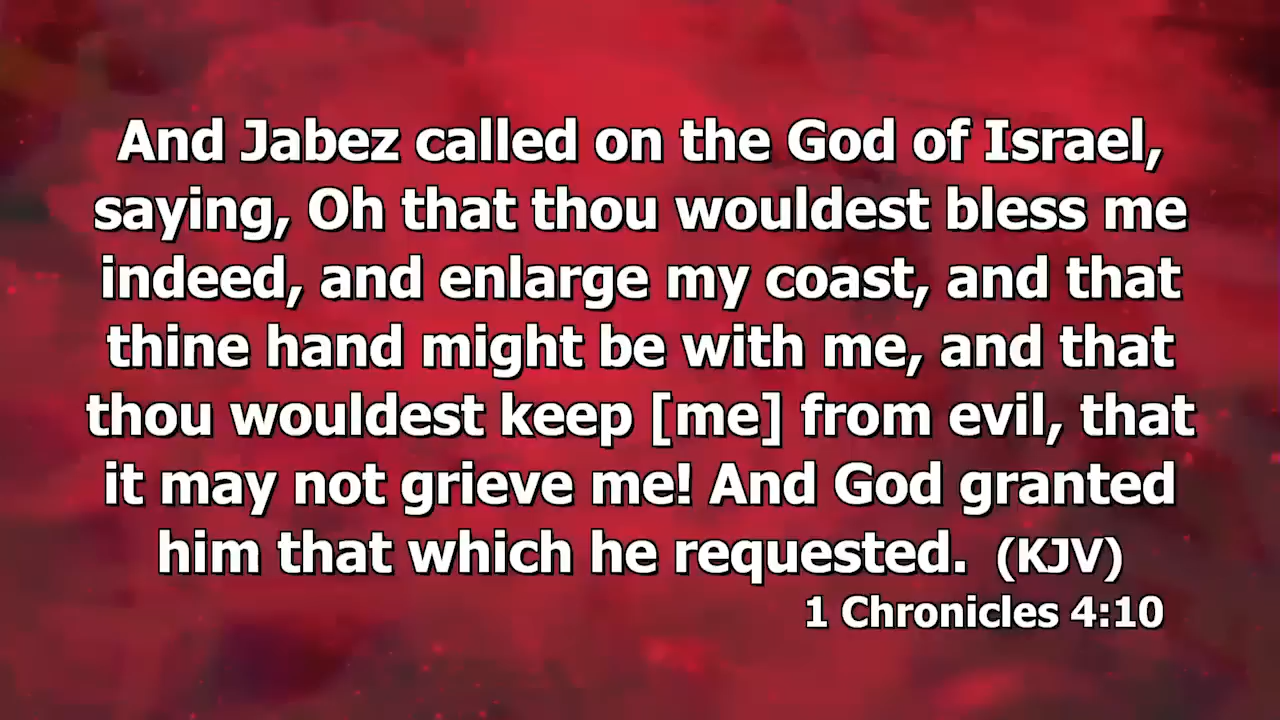 And Jabez called on the God of Israel,
saying, Oh that thou wouldest bless me
indeed, and enlarge my coast, and that
thine hand might be with me, and that
thou wouldest keep [me] from evil, that
it may not grieve me! And God granted
him that which he requested. (KJV)
1 Chronicles 4:10